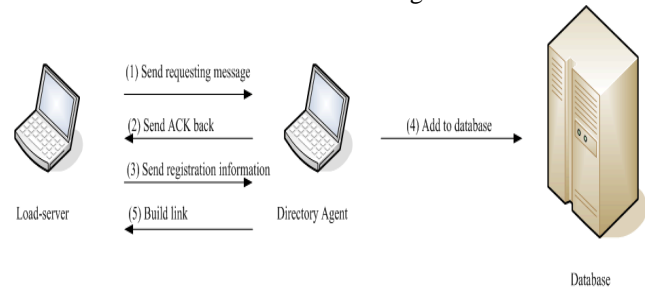 (1) Send requesting message
(2) Send ACK back
(4) Add to database
(3) Send registration information
Load-server
(5) Build link
Directory Agent
Database